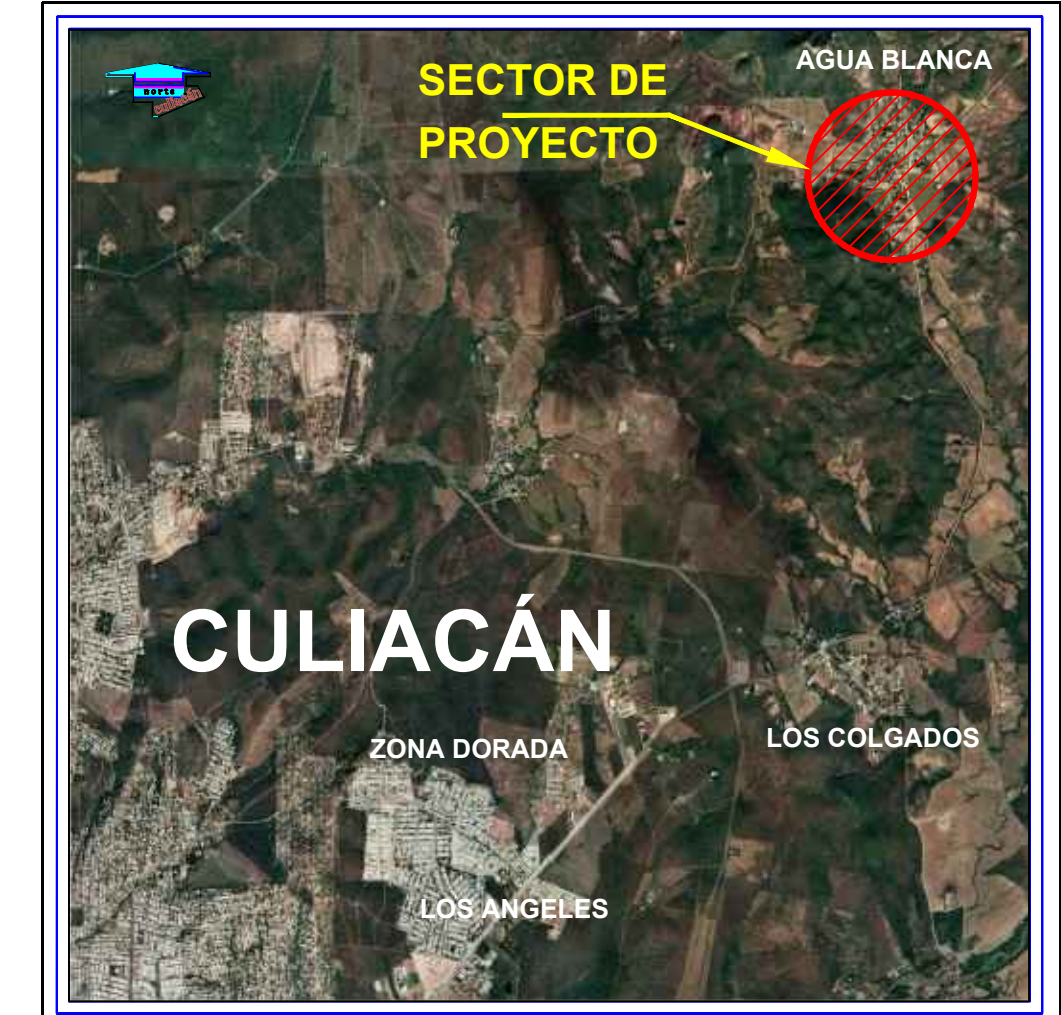 AGUA BLANCA
SECTOR DE
PROYECTO
norte
culiacán
CULIACÁN
ZONA DORADA
LOS COLGADOS
LOS ANGELES